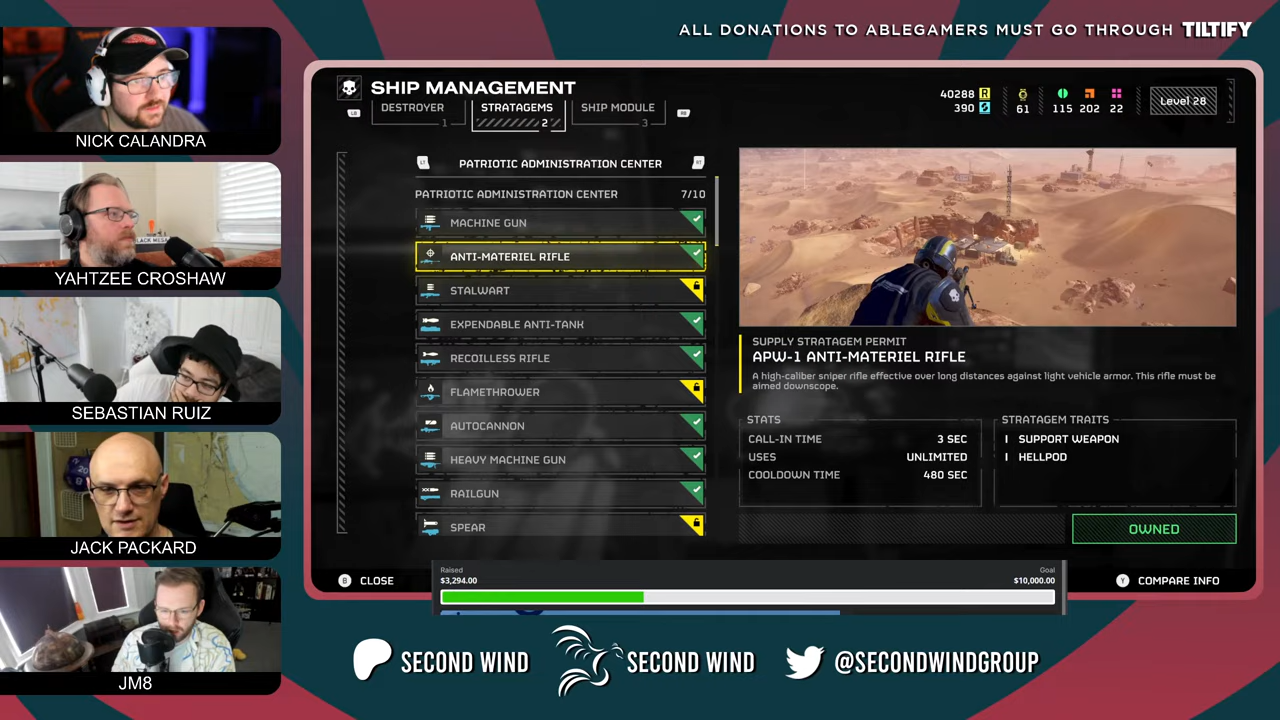 ALL DONATIONS TO ABLEGAMERS MUST GO THROUGH TILTIFY
NICK CALANDRA
BLACK MESA
YAHTZEE CROSHAW
SEBASTIAN RUIZ
JACK PACKARD
JM8
SHIP MANAGEMENT
LB
DESTROYER
1
STRATAGEMS
2
SHIP MODULE
3
RB
40288 R
390 S
61
115
202
22
Level 28
LT
PATRIOTIC ADMINISTRATION CENTER
RT
PATRIOTIC ADMINISTRATION CENTER 7/10
MACHINE GUN
ANTI-MATERIEL RIFLE
STALWART
EXPENDABLE ANTI-TANK
RECOILLESS RIFLE
FLAMETHROWER
AUTOCANNON
HEAVY MACHINE GUN
RAILGUN
SPEAR
SUPPLY STRATAGEM PERMIT
APW-1 ANTI-MATERIEL RIFLE
A high-caliber sniper rifle effective over long distances against light vehicle armor. This rifle must be
aimed downscope.
STATS
CALL-IN TIME 3 SEC
USES UNLIMITED
COOLDOWN TIME 480 SEC
STRATAGEM TRAITS
I SUPPORT WEAPON
I HELLPOD
OWNED
B CLOSE
Y COMPARE INFO
Raised
$3,294.00
Goal
$10,000.00
SECOND WIND
SECOND WIND
@SECONDWINDGROUP